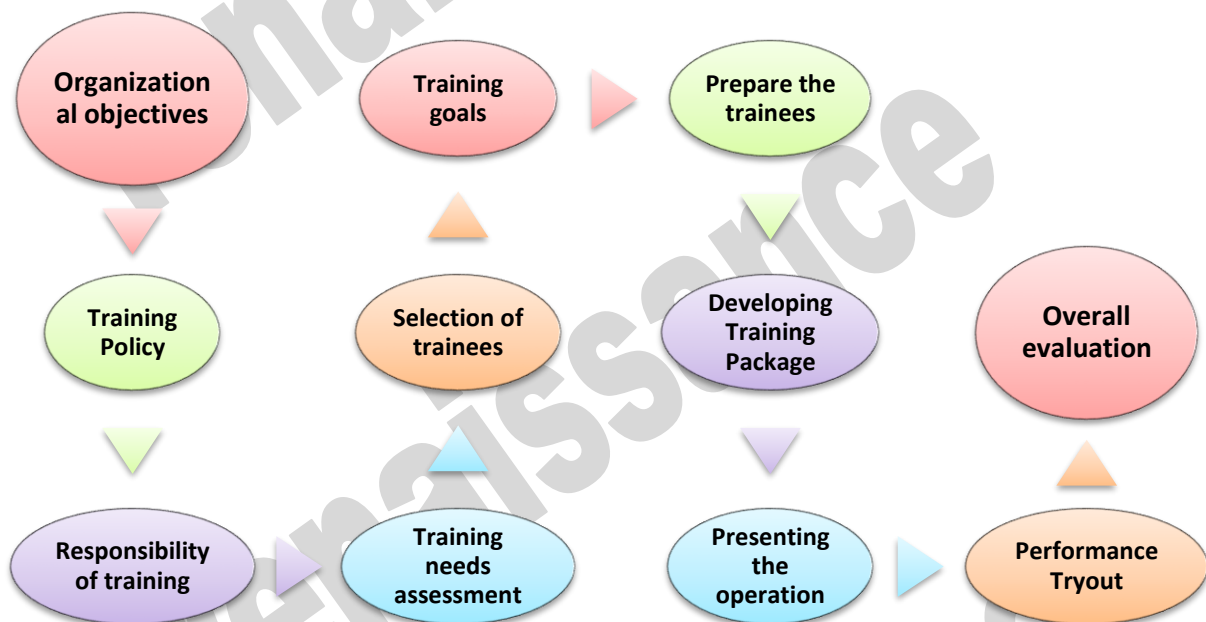 Organization
al objectives
Training
Policy
Responsibility
of training
Training
needs
assessment
Selection of
trainees
Training
goals
Prepare the
trainees
Developing
Training
Package
Presenting
the
operation
Performance
Tryout
Overall
evaluation